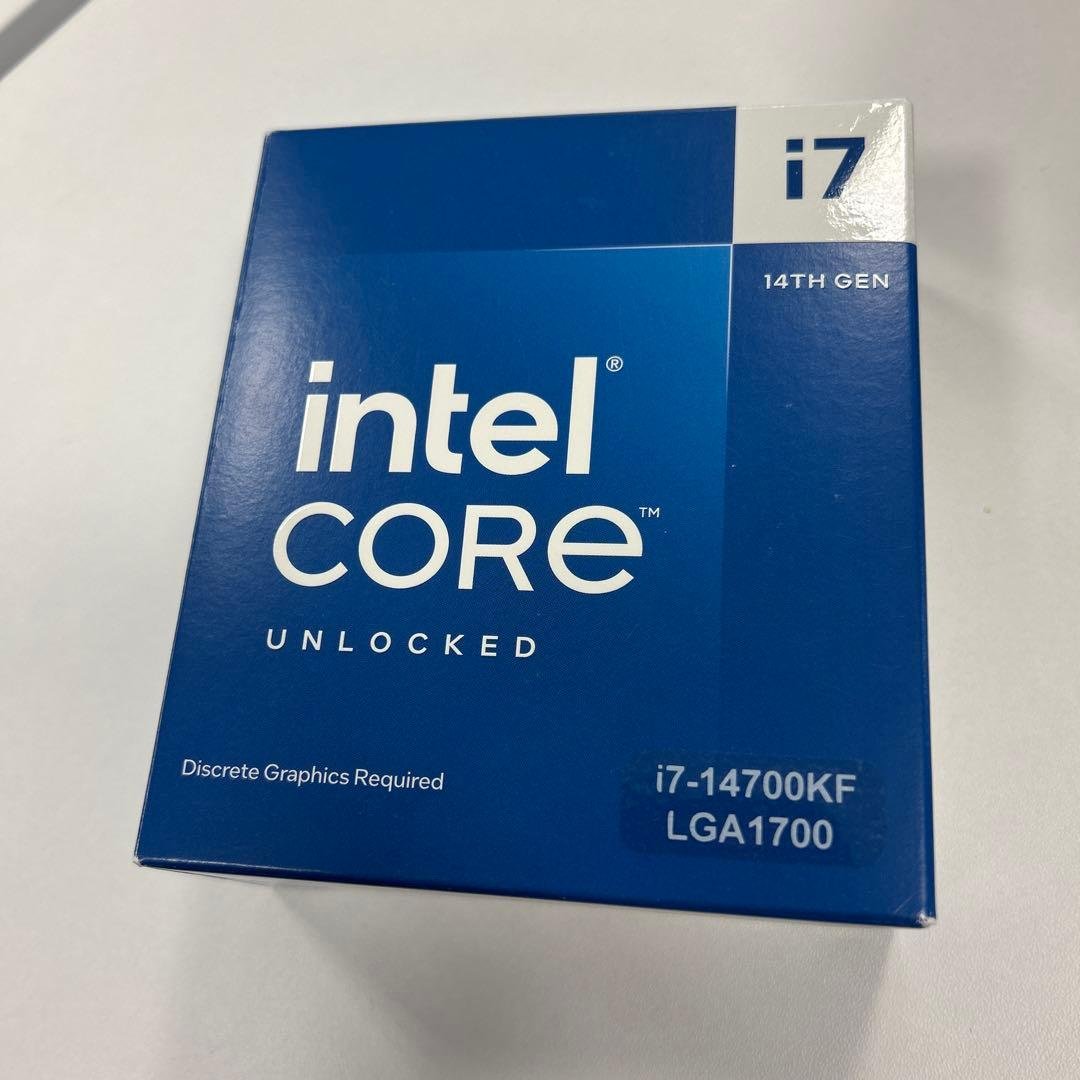 i7
14TH GEN
intel®
CORE™
UNLOCKED
Discrete Graphics Required
i7-14700KF
LGA1700